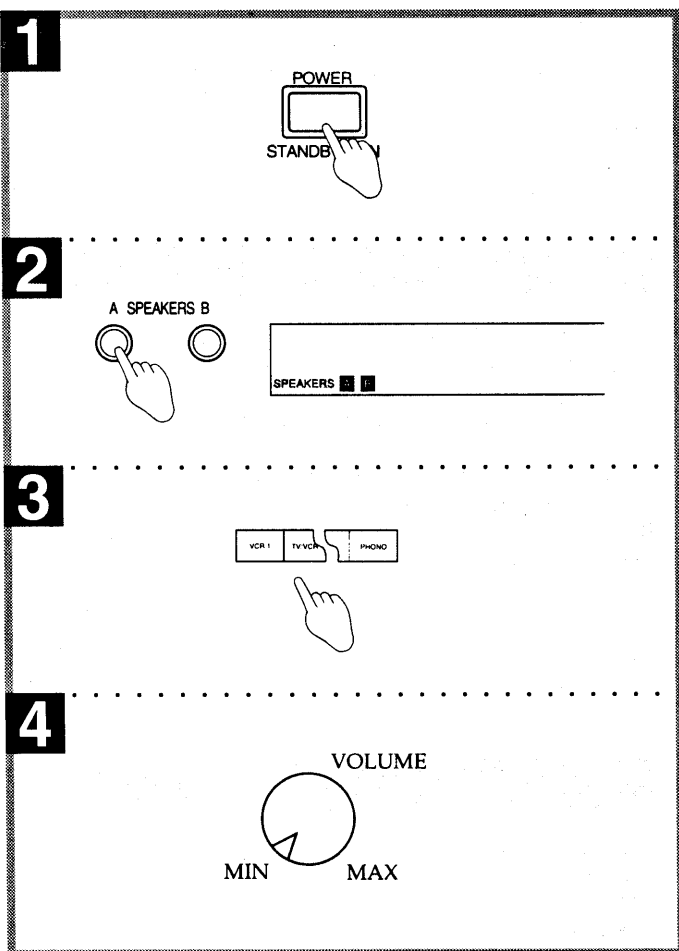 1
POWER
STANDB N
2
A SPEAKERS B
SPEAKERS A B
3
VCR 1 TV/VCR PHONO
4
VOLUME
MIN MAX